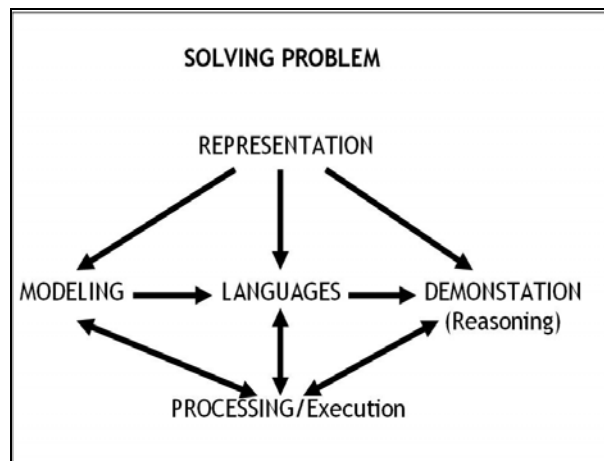 SOLVING PROBLEM
REPRESENTATION
MODELING LANGUAGES DEMONSTATION
(Reasoning)
PROCESSING/Execution